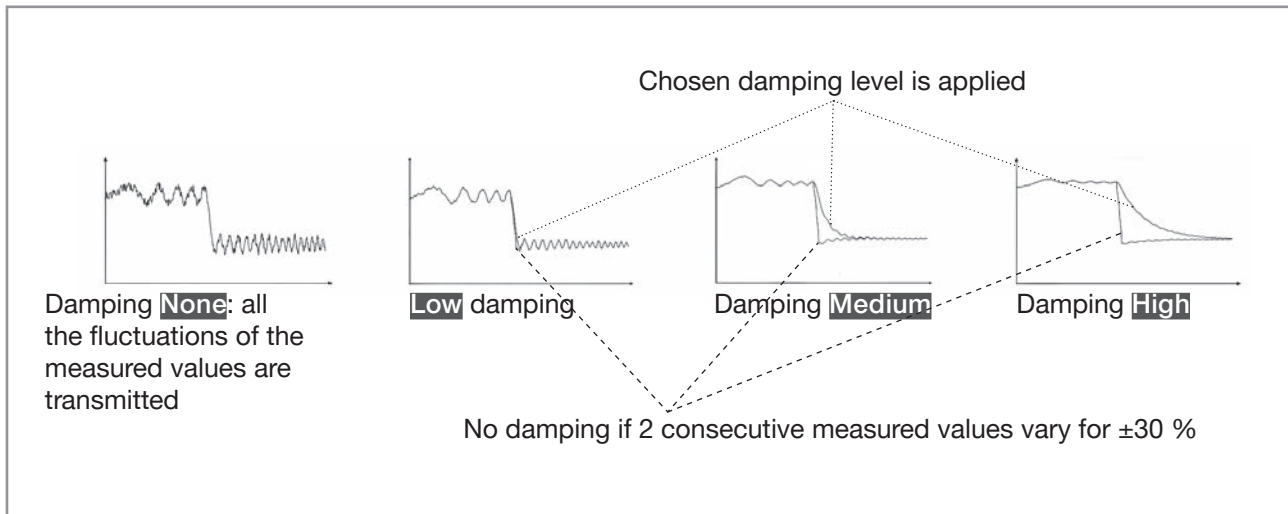 Chosen damping level is applied
Damping None: all
the fluctuations of the
measured values are
transmitted
Low damping
Damping Medium
Damping High
No damping if 2 consecutive measured values vary for ±30 %